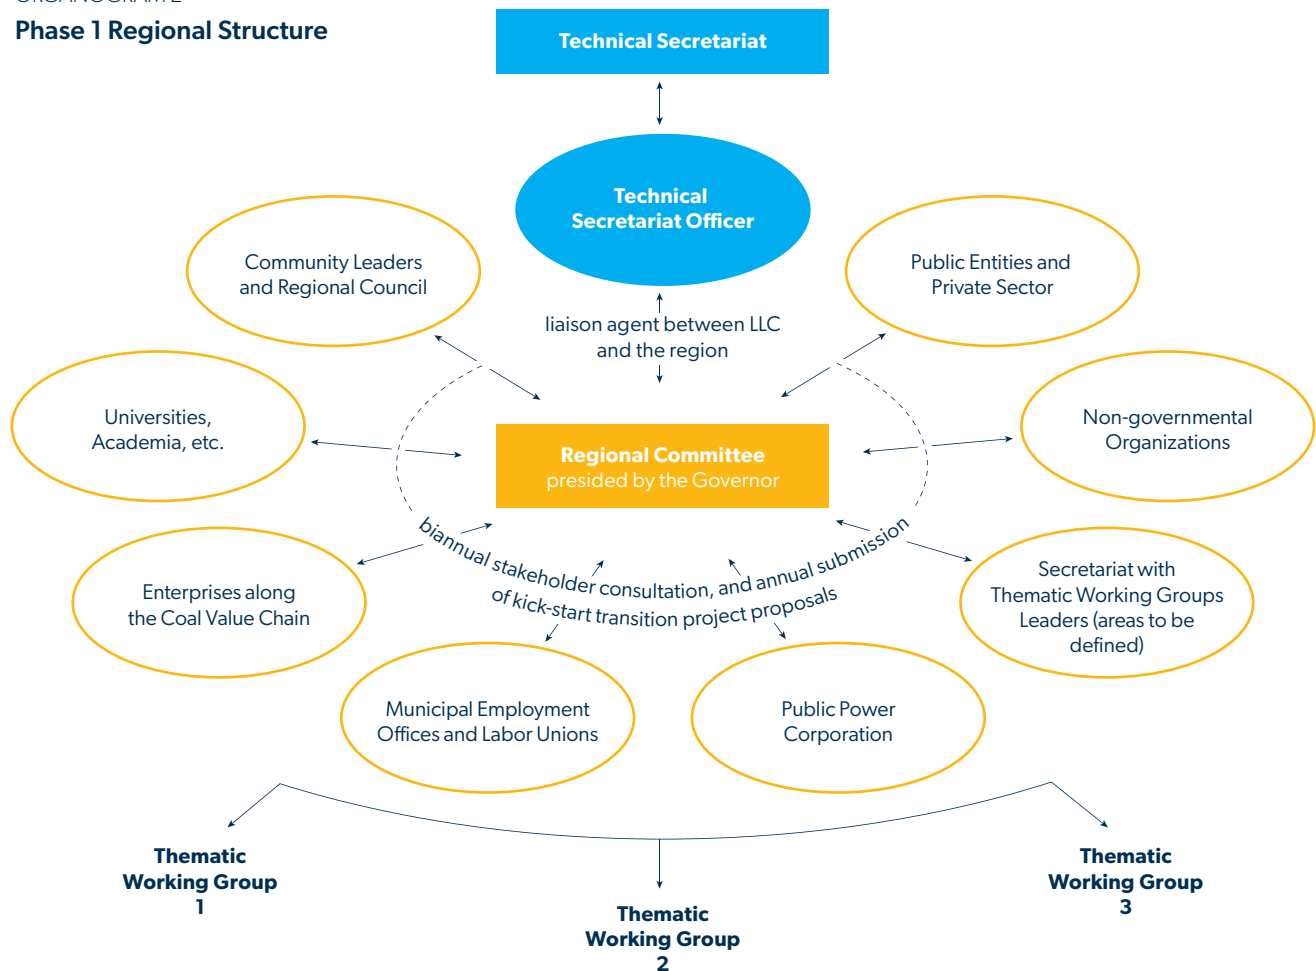 ORGANOGRAM 2
Phase 1 Regional Structure
Technical Secretariat
Technical
Secretariat Officer
Community Leaders
and Regional Council
Public Entities and
Private Sector
liaison agent between LLC
and the region
Universities,
Academia, etc.
Non-governmental
Organizations
Regional Committee
presided by the Governor
biannual stakeholder consultation, and annual submission
of kick-start transition project proposals
Enterprises along
the Coal Value Chain
Secretariat with
Thematic Working Groups
Leaders (areas to be
defined)
Municipal Employment
Offices and Labor Unions
Public Power
Corporation
Thematic
Working Group
1
Thematic
Working Group
2
Thematic
Working Group
3